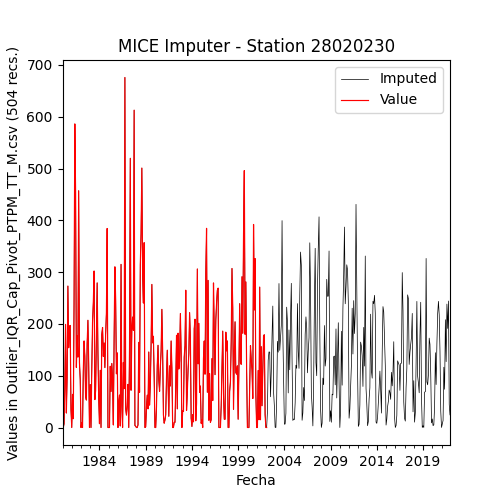 MICE Imputer - Station 28020230
Values in Outlier_IQR_Cap_Pivot_PTPM_TT_M.csv (504 recs.)
700
600
500
400
300
200
100
0
Imputed
Value
1984 1989 1994 1999 2004 2009 2014 2019
Fecha